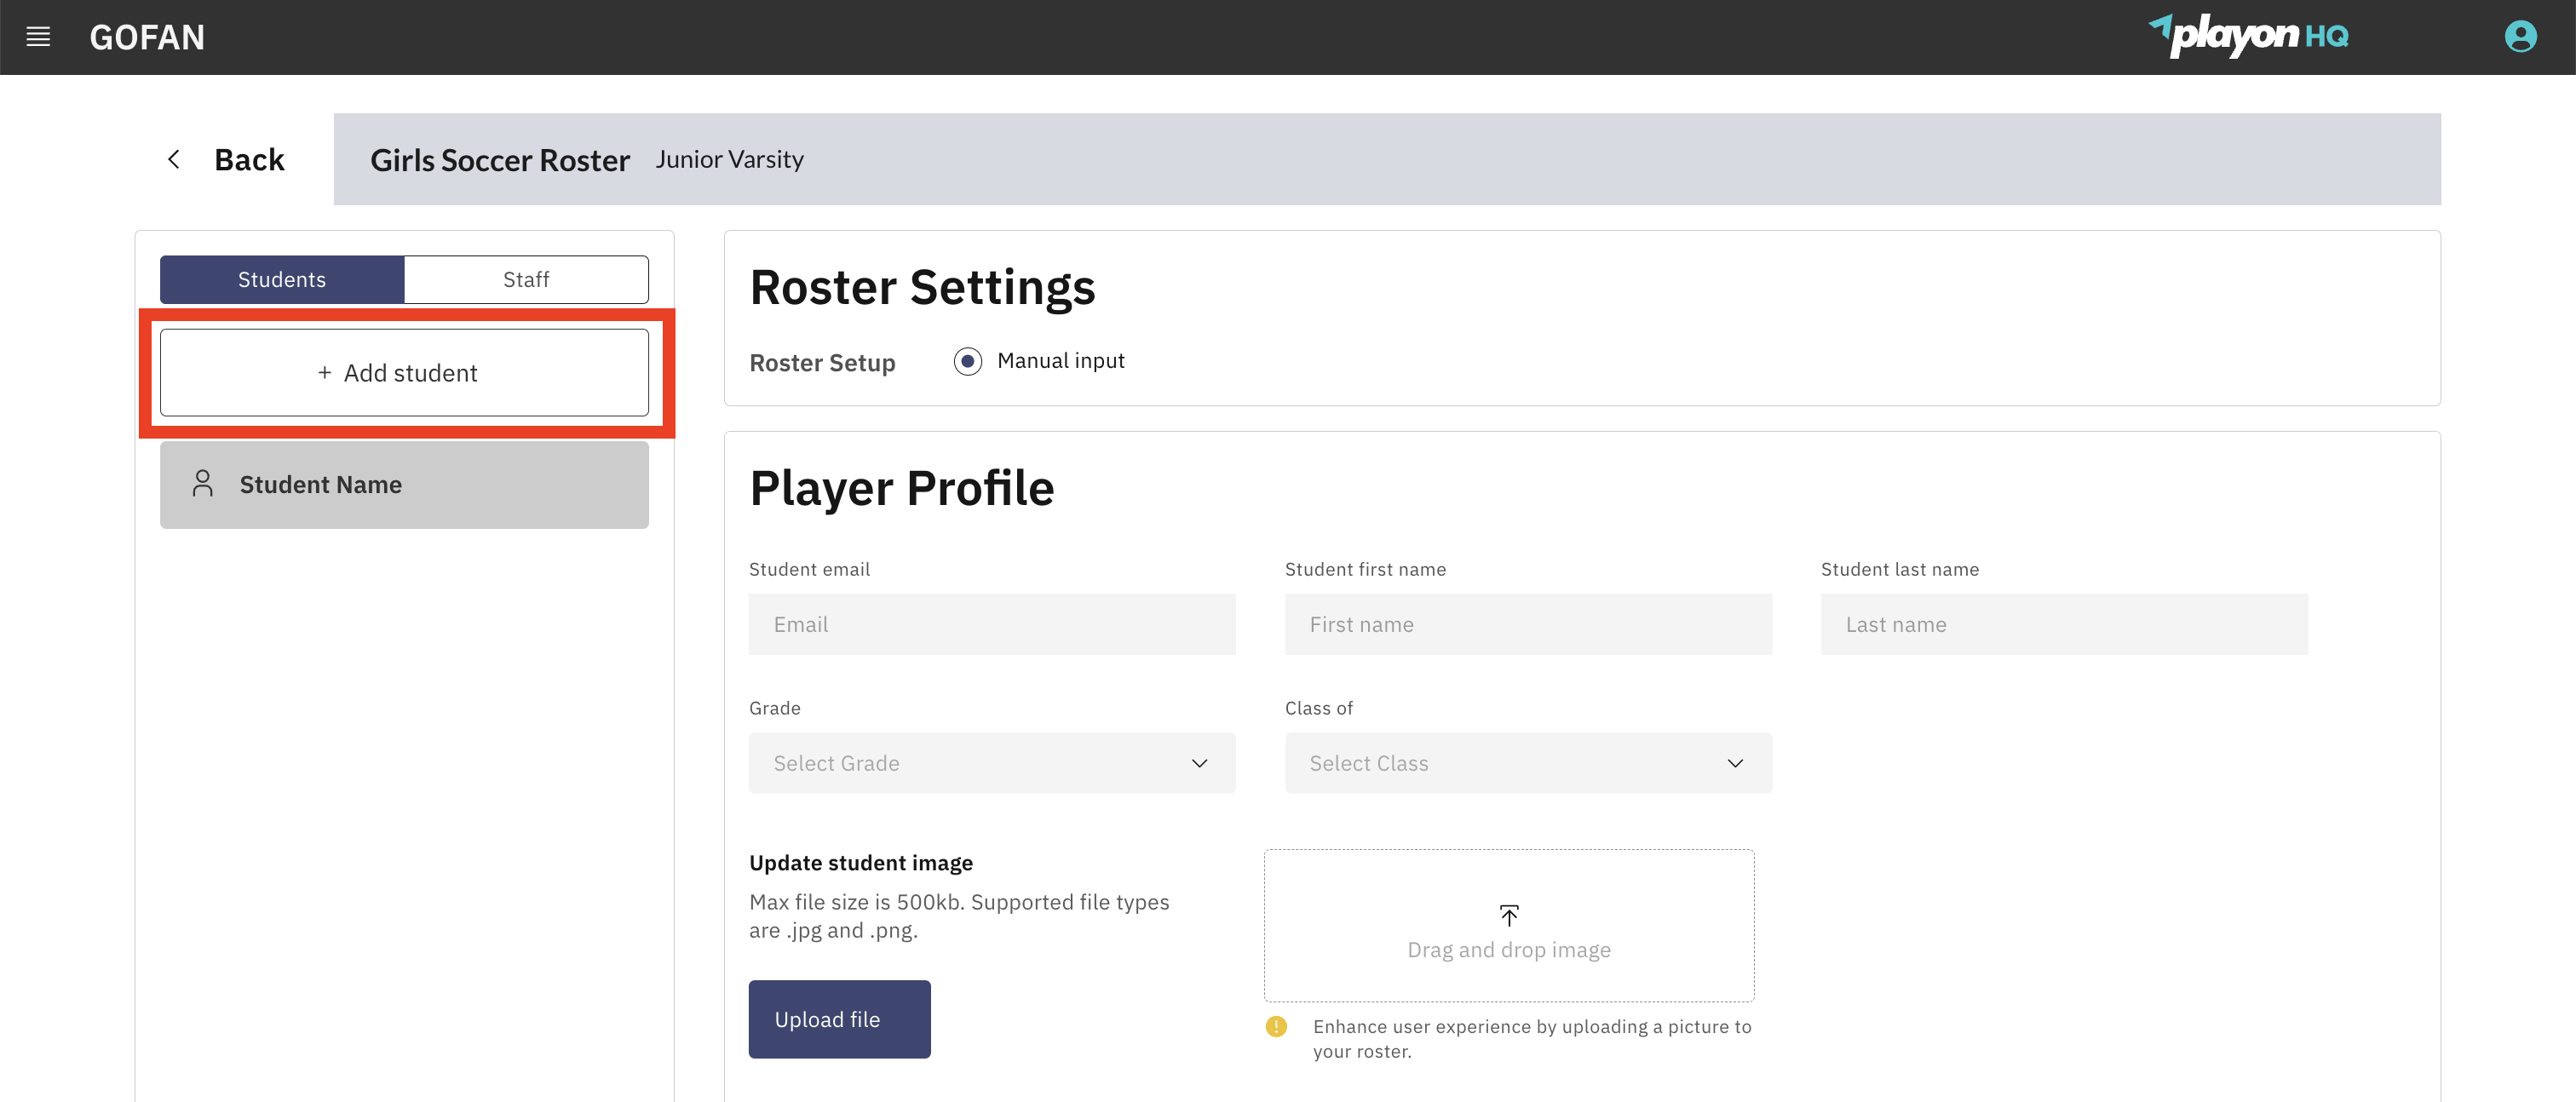 GOFAN
playon HQ
Back
Girls Soccer Roster Junior Varsity
Students Staff
+ Add student
Student Name
Roster Settings
Roster Setup Manual input
Player Profile
Student email Student first name Student last name
Email First name Last name
Grade Class of
Select Grade Select Class
Update student image
Max file size is 500kb. Supported file types
are .jpg and .png.
Upload file
Drag and drop image
Enhance user experience by uploading a picture to
your roster.